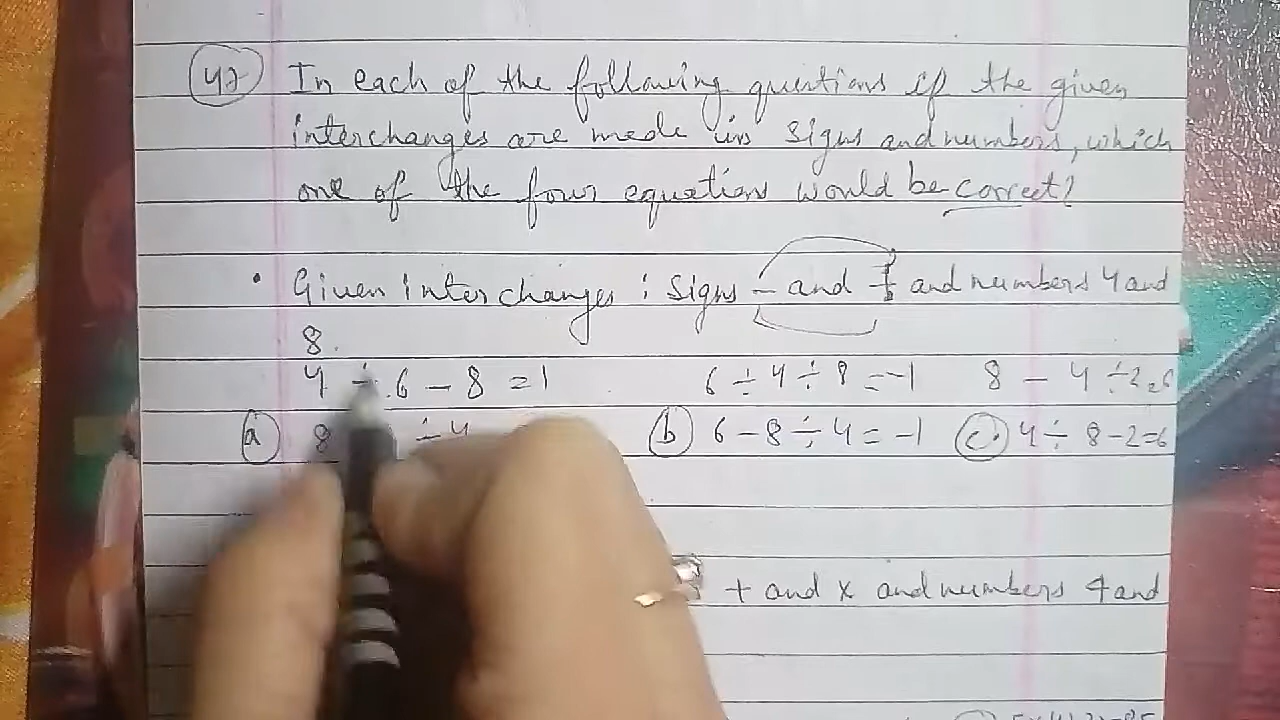 42 In each of the following questions if the given
interchanges are made in signs and numbers, which
one of the four equations would be correct?
• Given interchanges : Signs - and ÷ and numbers 4 and
8.
4 ÷ 6 - 8 = 1 6 ÷ 4 ÷ 8 = -1 8 - 4 ÷ 2 = 6
(a) 8 ÷ 4 (b) 6 - 8 ÷ 4 = -1 (c) 4 ÷ 8 - 2 = 6
+ and x and numbers 4 and